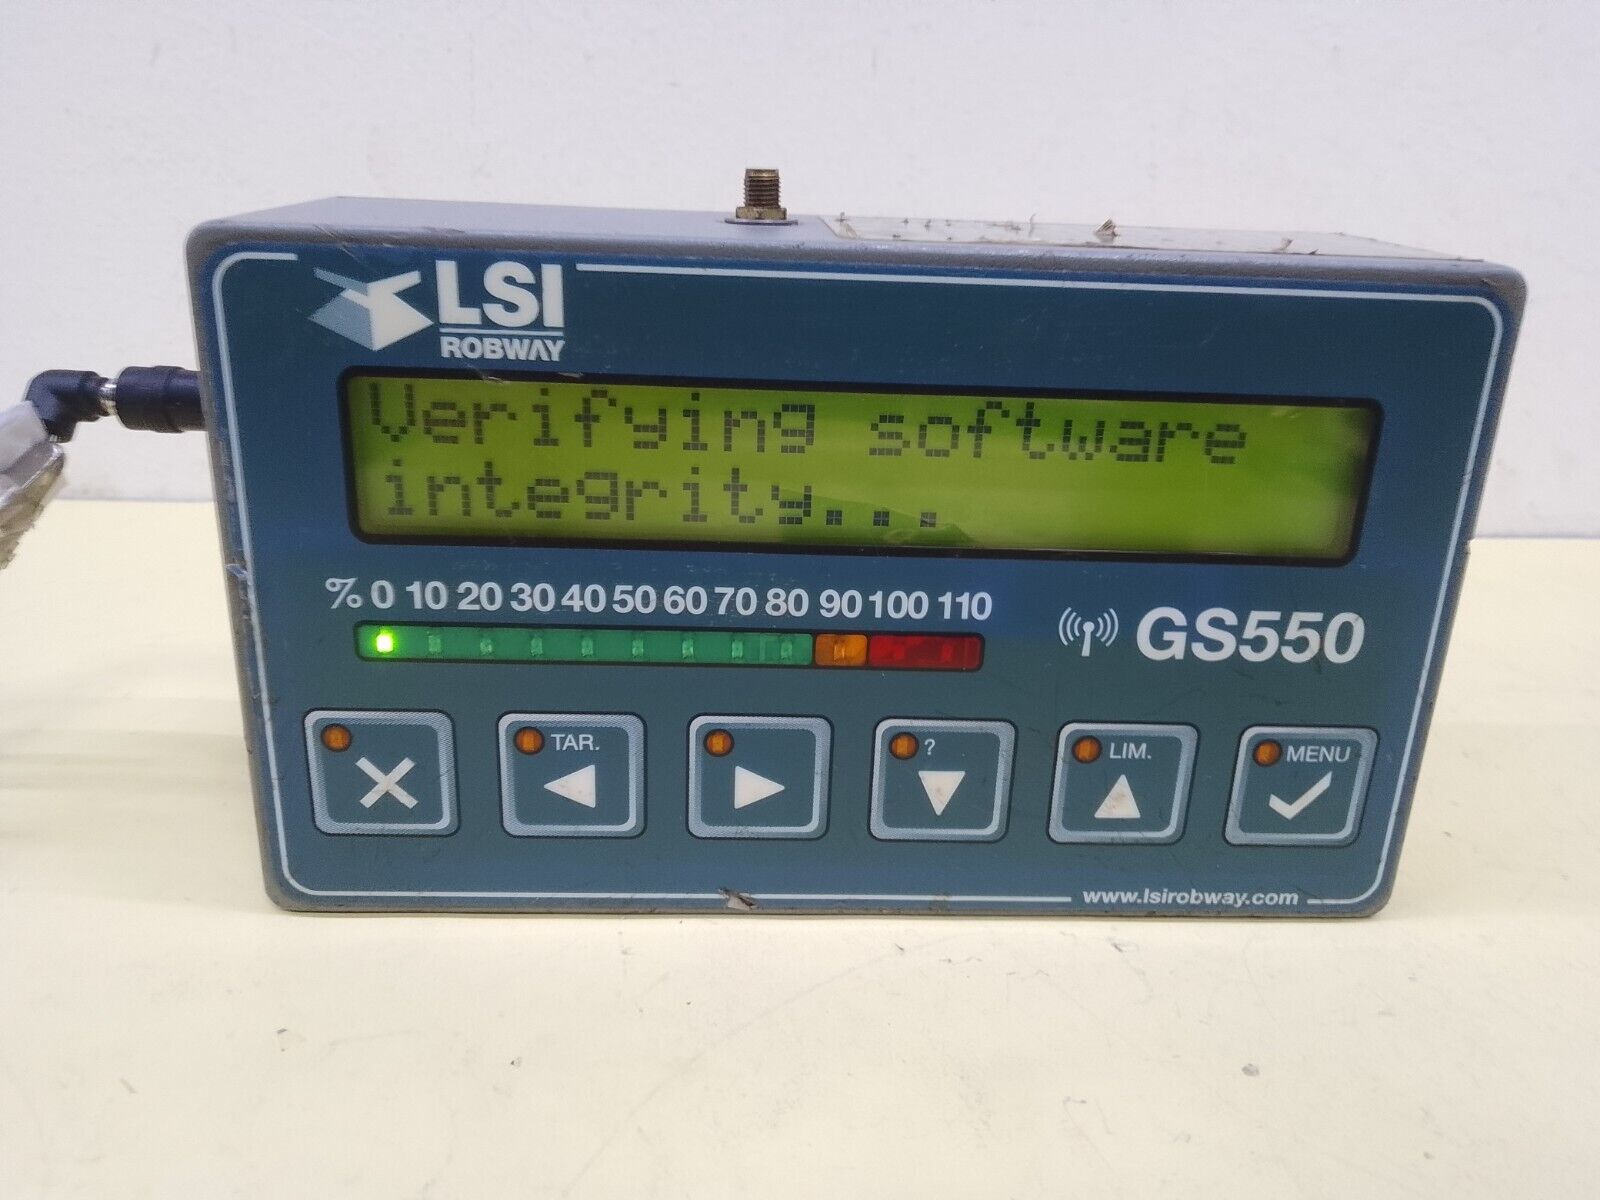 LSI
ROBWAY
Verifying software
integrity...
% 0 10 20 30 40 50 60 70 80 90 100 110
GS550
TAR.
?
LIM.
MENU
www.lsirobway.com